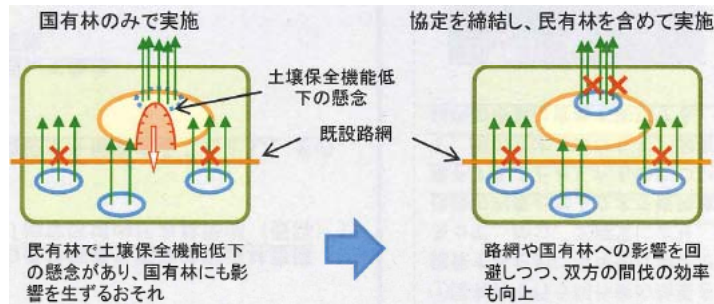 国有林のみで実施
協定を締結し、民有林を含めて実施
土壌保全機能低
下の懸念
既設路網
民有林で土壌保全機能低下
の懸念があり、国有林にも影
響を生ずるおそれ
路網や国有林への影響を回
避しつつ、双方の間伐の効率
も向上